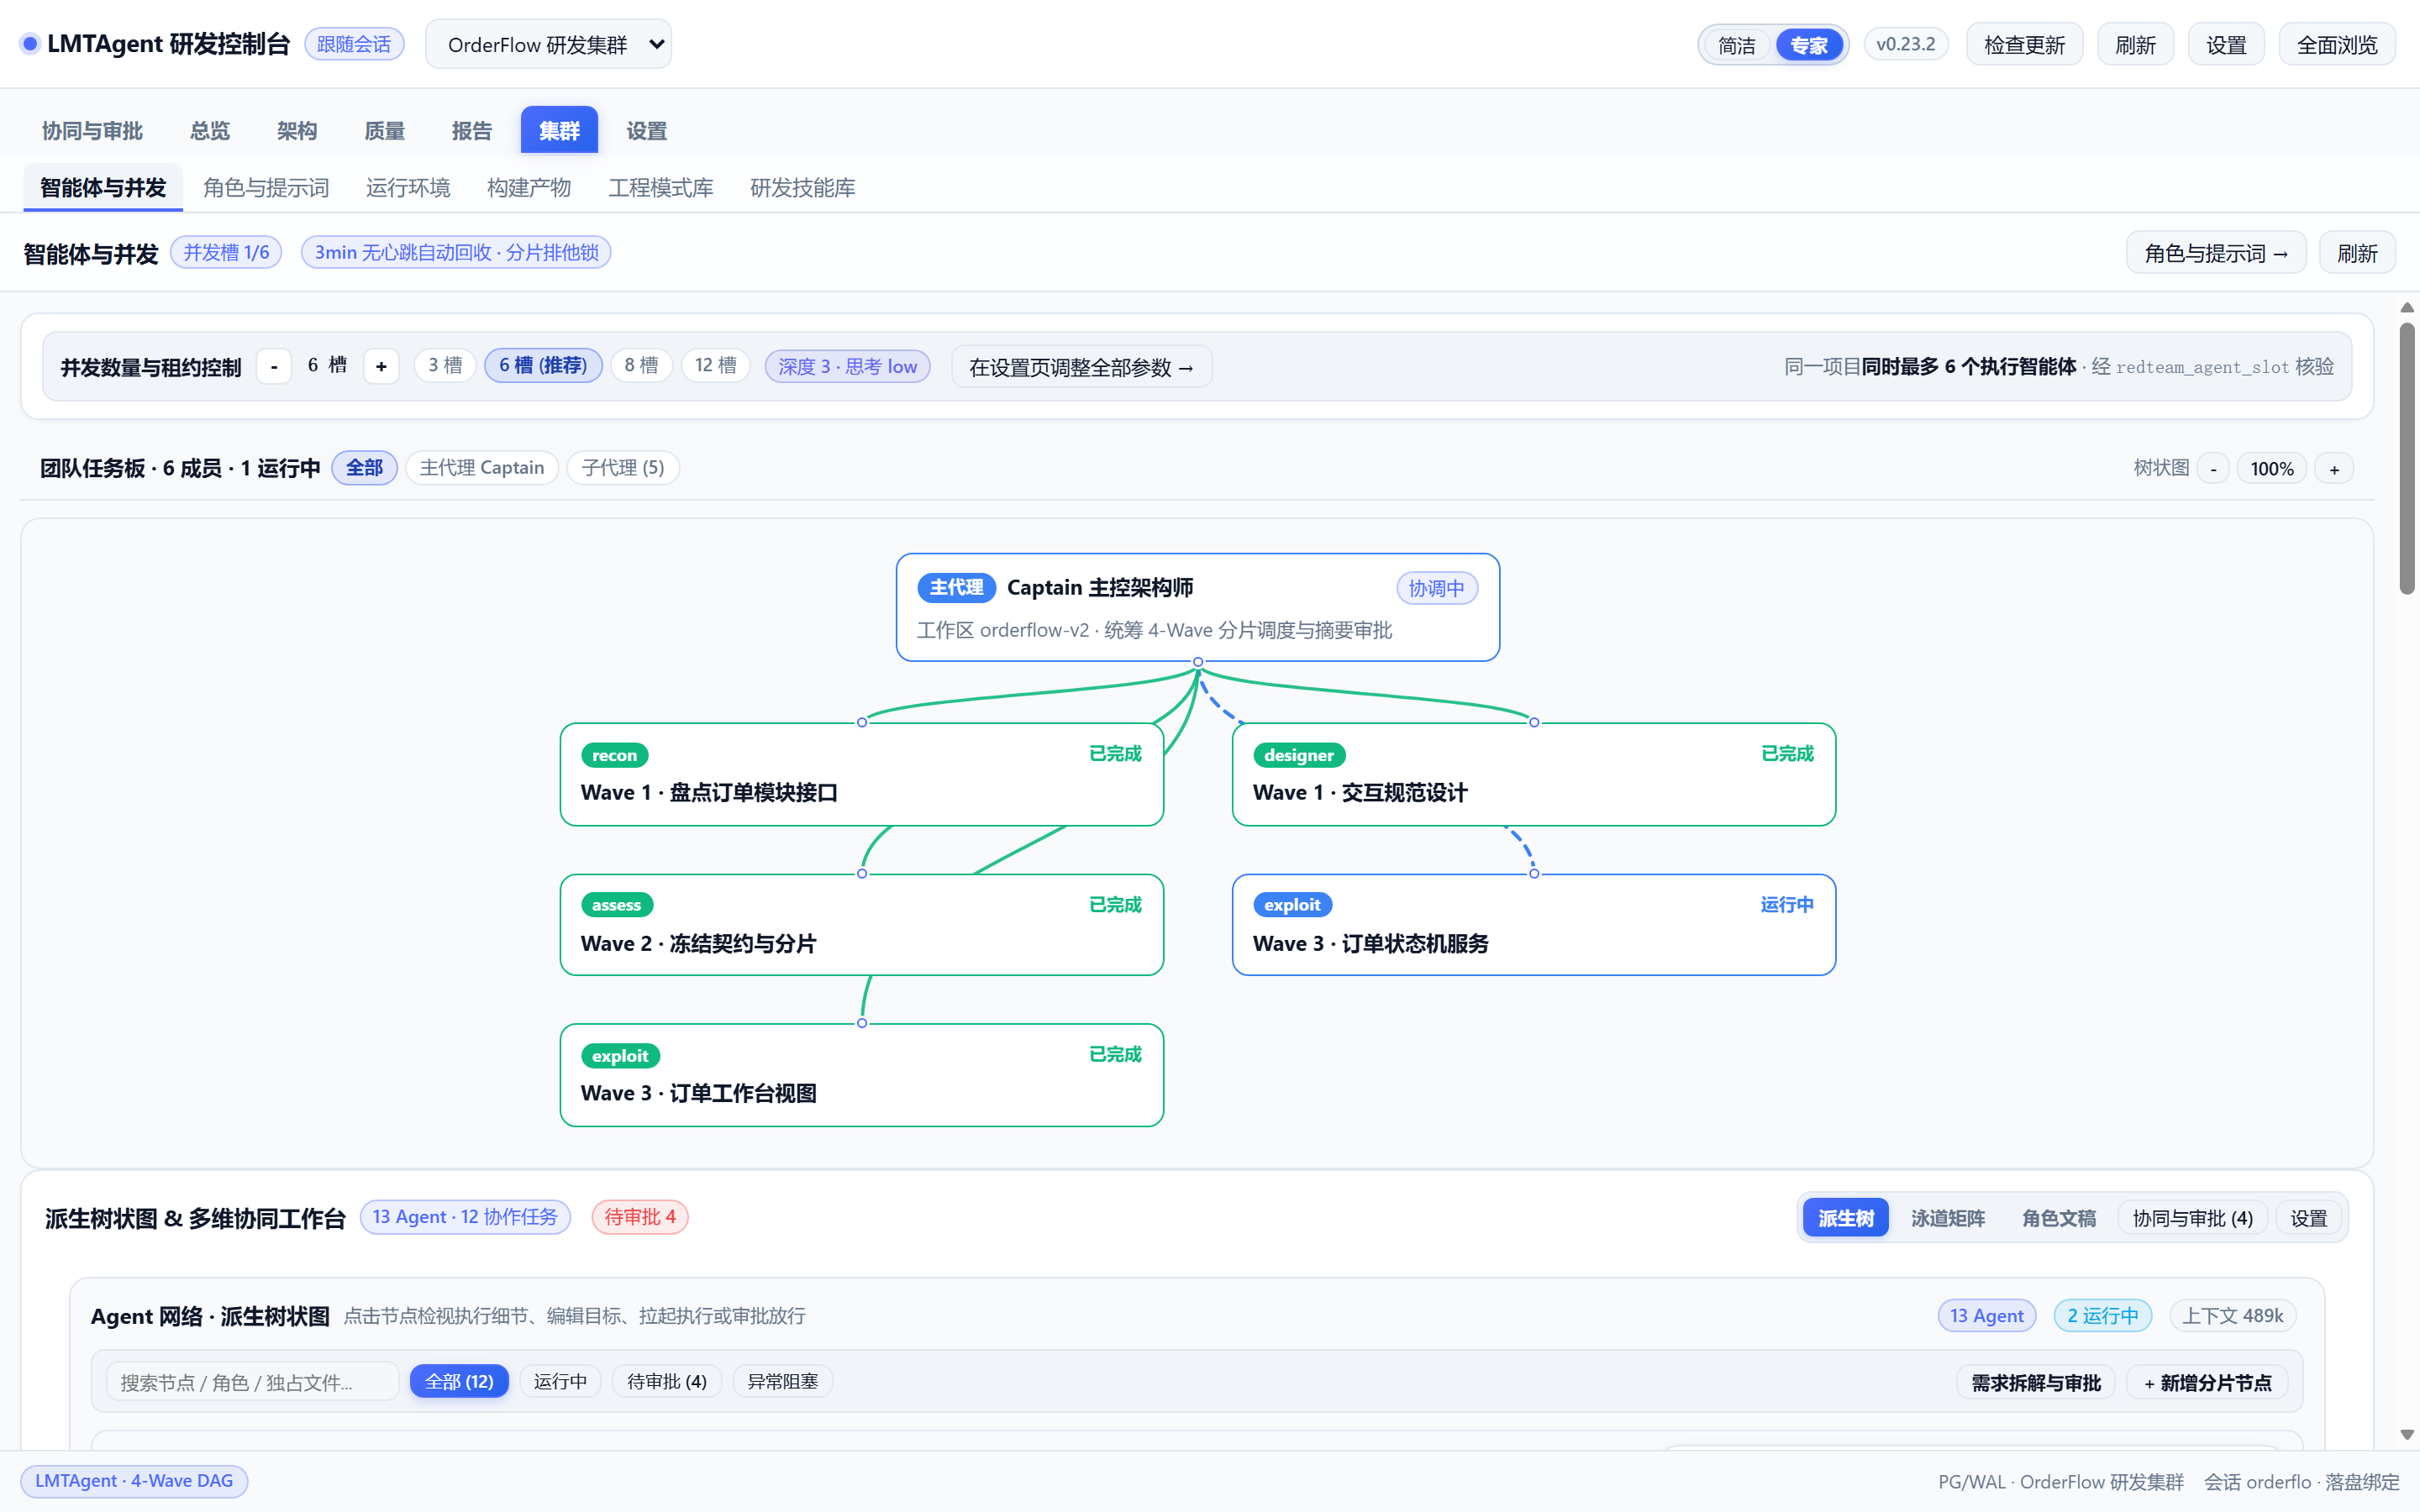 LMTAgent 研发控制台 跟随会话 OrderFlow 研发集群 简洁 专家 v0.23.2 检查更新 刷新 设置 全面浏览
协同与审批 总览 架构 质量 报告 集群 设置
智能体与并发 角色与提示词 运行环境 构建产物 工程模式库 研发技能库
智能体与并发 并发槽 1/6 3min 无心跳自动回收 · 分片排他锁 角色与提示词 → 刷新
并发数量与租约控制 - 6 槽 + 3 槽 6 槽 (推荐) 8 槽 12 槽 深度 3 · 思考 low 在设置页调整全部参数 → 同一项目同时最多 6 个执行智能体 · 经 redteam_agent_slot 核验
团队任务板 · 6 成员 · 1 运行中 全部 主代理 Captain 子代理 (5) 树状图 - 100% +
主代理 Captain 主控架构师 协调中
工作区 orderflow-v2 · 统筹 4-Wave 分片调度与摘要审批
recon 已完成
Wave 1 · 盘点订单模块接口
designer 已完成
Wave 1 · 交互规范设计
assess 已完成
Wave 2 · 冻结契约与分片
exploit 运行中
Wave 3 · 订单状态机服务
exploit 已完成
Wave 3 · 订单工作台视图
派生树状图 & 多维协同工作台 13 Agent · 12 协作任务 待审批 4 派生树 泳道矩阵 角色文稿 协同与审批 (4) 设置
Agent 网络 · 派生树状图 点击节点检视执行细节、编辑目标、拉起执行或审批放行 13 Agent 2 运行中 上下文 489k
搜索节点 / 角色 / 独占文件... 全部 (12) 运行中 待审批 (4) 异常阻塞 需求拆解与审批 + 新增分片节点
LMTAgent · 4-Wave DAG PG/WAL · OrderFlow 研发集群 会话 orderflo · 落盘绑定